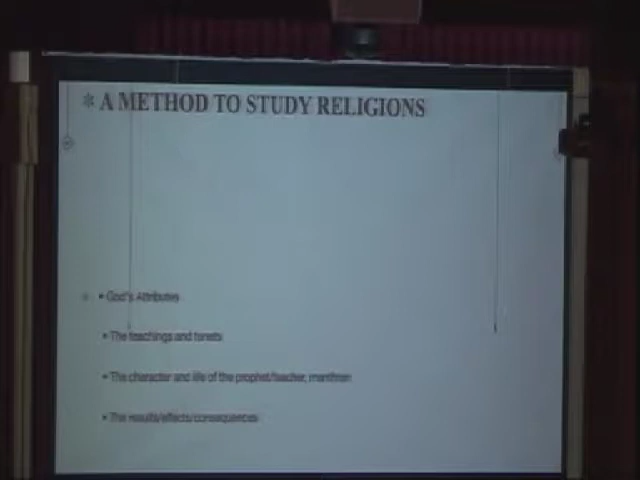 * A METHOD TO STUDY RELIGIONS
• God's Attributes
• The teachings and tenets
• The character and life of the prophet/teacher,
• The results/effects/consequences